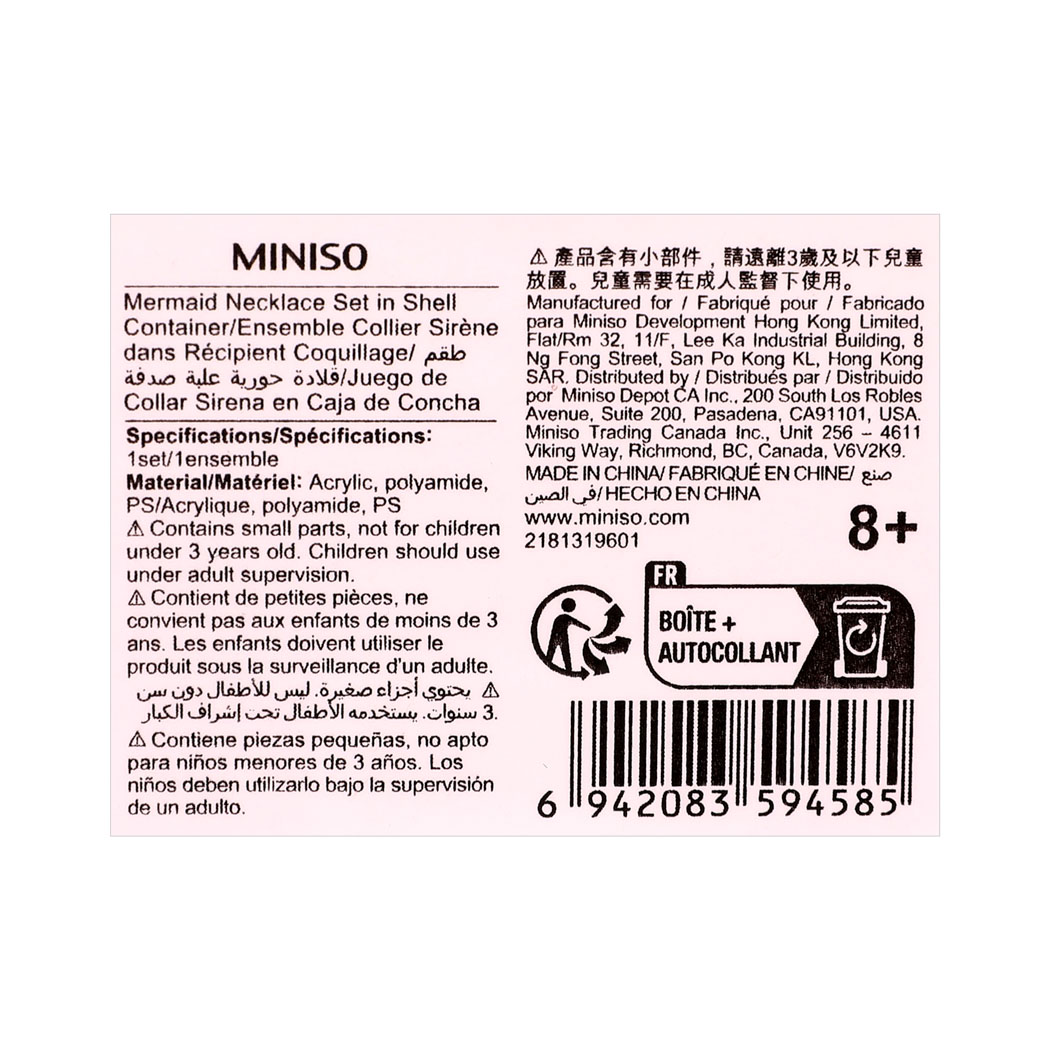 MINISO
Mermaid Necklace Set in Shell
Container/Ensemble Collier Sirène
dans Récipient Coquillage/ طقم
قلادة حورية علبة صدفة/Juego de
Collar Sirena en Caja de Concha
Specifications/Spécifications:
1set/1ensemble
Material/Matériel: Acrylic, polyamide,
PS/Acrylique, polyamide, PS
⚠ Contains small parts, not for children
under 3 years old. Children should use
under adult supervision.
⚠ Contient de petites pièces, ne
convient pas aux enfants de moins de 3
ans. Les enfants doivent utiliser le
produit sous la surveillance d'un adulte.
⚠ يحتوي أجزاء صغيرة. ليس للأطفال دون سن
3 سنوات. يستخدمه الأطفال تحت إشراف الكبار.
⚠ Contiene piezas pequeñas, no apto
para niños menores de 3 años. Los
niños deben utilizarlo bajo la supervisión
de un adulto.
⚠ 產品含有小部件，請遠離3歲及以下兒童
放置。兒童需要在成人監督下使用。
Manufactured for / Fabriqué pour / Fabricado
para Miniso Development Hong Kong Limited,
Flat/Rm 32, 11/F, Lee Ka Industrial Building, 8
Ng Fong Street, San Po Kong KL, Hong Kong
SAR. Distributed by / Distribués par / Distribuido
por Miniso Depot CA Inc., 200 South Los Robles
Avenue, Suite 200, Pasadena, CA91101, USA.
Miniso Trading Canada Inc., Unit 256 – 4611
Viking Way, Richmond, BC, Canada, V6V2K9.
MADE IN CHINA/ FABRIQUÉ EN CHINE/ صنع
في الصين/ HECHO EN CHINA
www.miniso.com
2181319601
8+
FR
BOÎTE +
AUTOCOLLANT
6 942083 594585